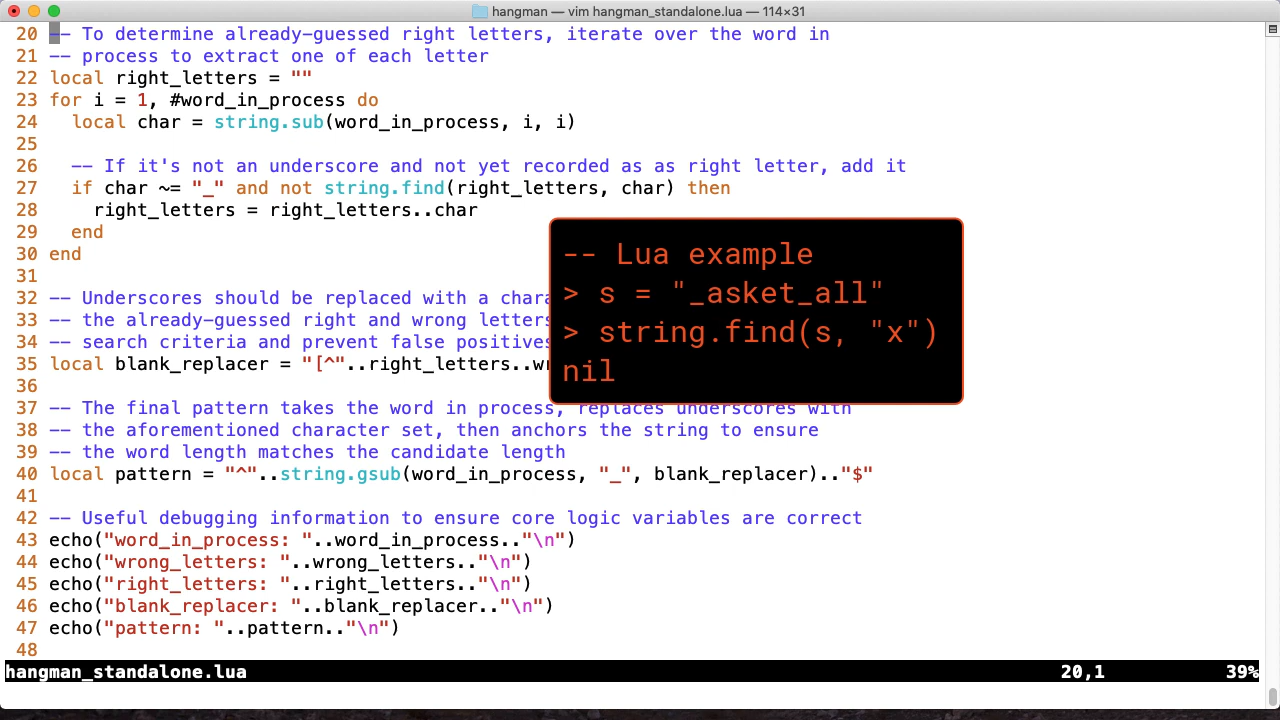 hangman — vim hangman_standalone.lua — 114×31
20 -- To determine already-guessed right letters, iterate over the word in
21 -- process to extract one of each letter
22 local right_letters = ""
23 for i = 1, #word_in_process do
24   local char = string.sub(word_in_process, i, i)
25
26   -- If it's not an underscore and not yet recorded as as right letter, add it
27   if char ~= "_" and not string.find(right_letters, char) then
28     right_letters = right_letters..char
29   end
30 end
31
32 -- Underscores should be replaced with a chara
33 -- the already-guessed right and wrong letters
34 -- search criteria and prevent false positives
35 local blank_replacer = "[^"..right_letters..wr
36
37 -- The final pattern takes the word in process, replaces underscores with
38 -- the aforementioned character set, then anchors the string to ensure
39 -- the word length matches the candidate length
40 local pattern = "^"..string.gsub(word_in_process, "_", blank_replacer).."$"
41
42 -- Useful debugging information to ensure core logic variables are correct
43 echo("word_in_process: "..word_in_process.."\n")
44 echo("wrong_letters: "..wrong_letters.."\n")
45 echo("right_letters: "..right_letters.."\n")
46 echo("blank_replacer: "..blank_replacer.."\n")
47 echo("pattern: "..pattern.."\n")
48
hangman_standalone.lua 20,1 39%
-- Lua example
> s = "_asket_all"
> string.find(s, "x")
nil